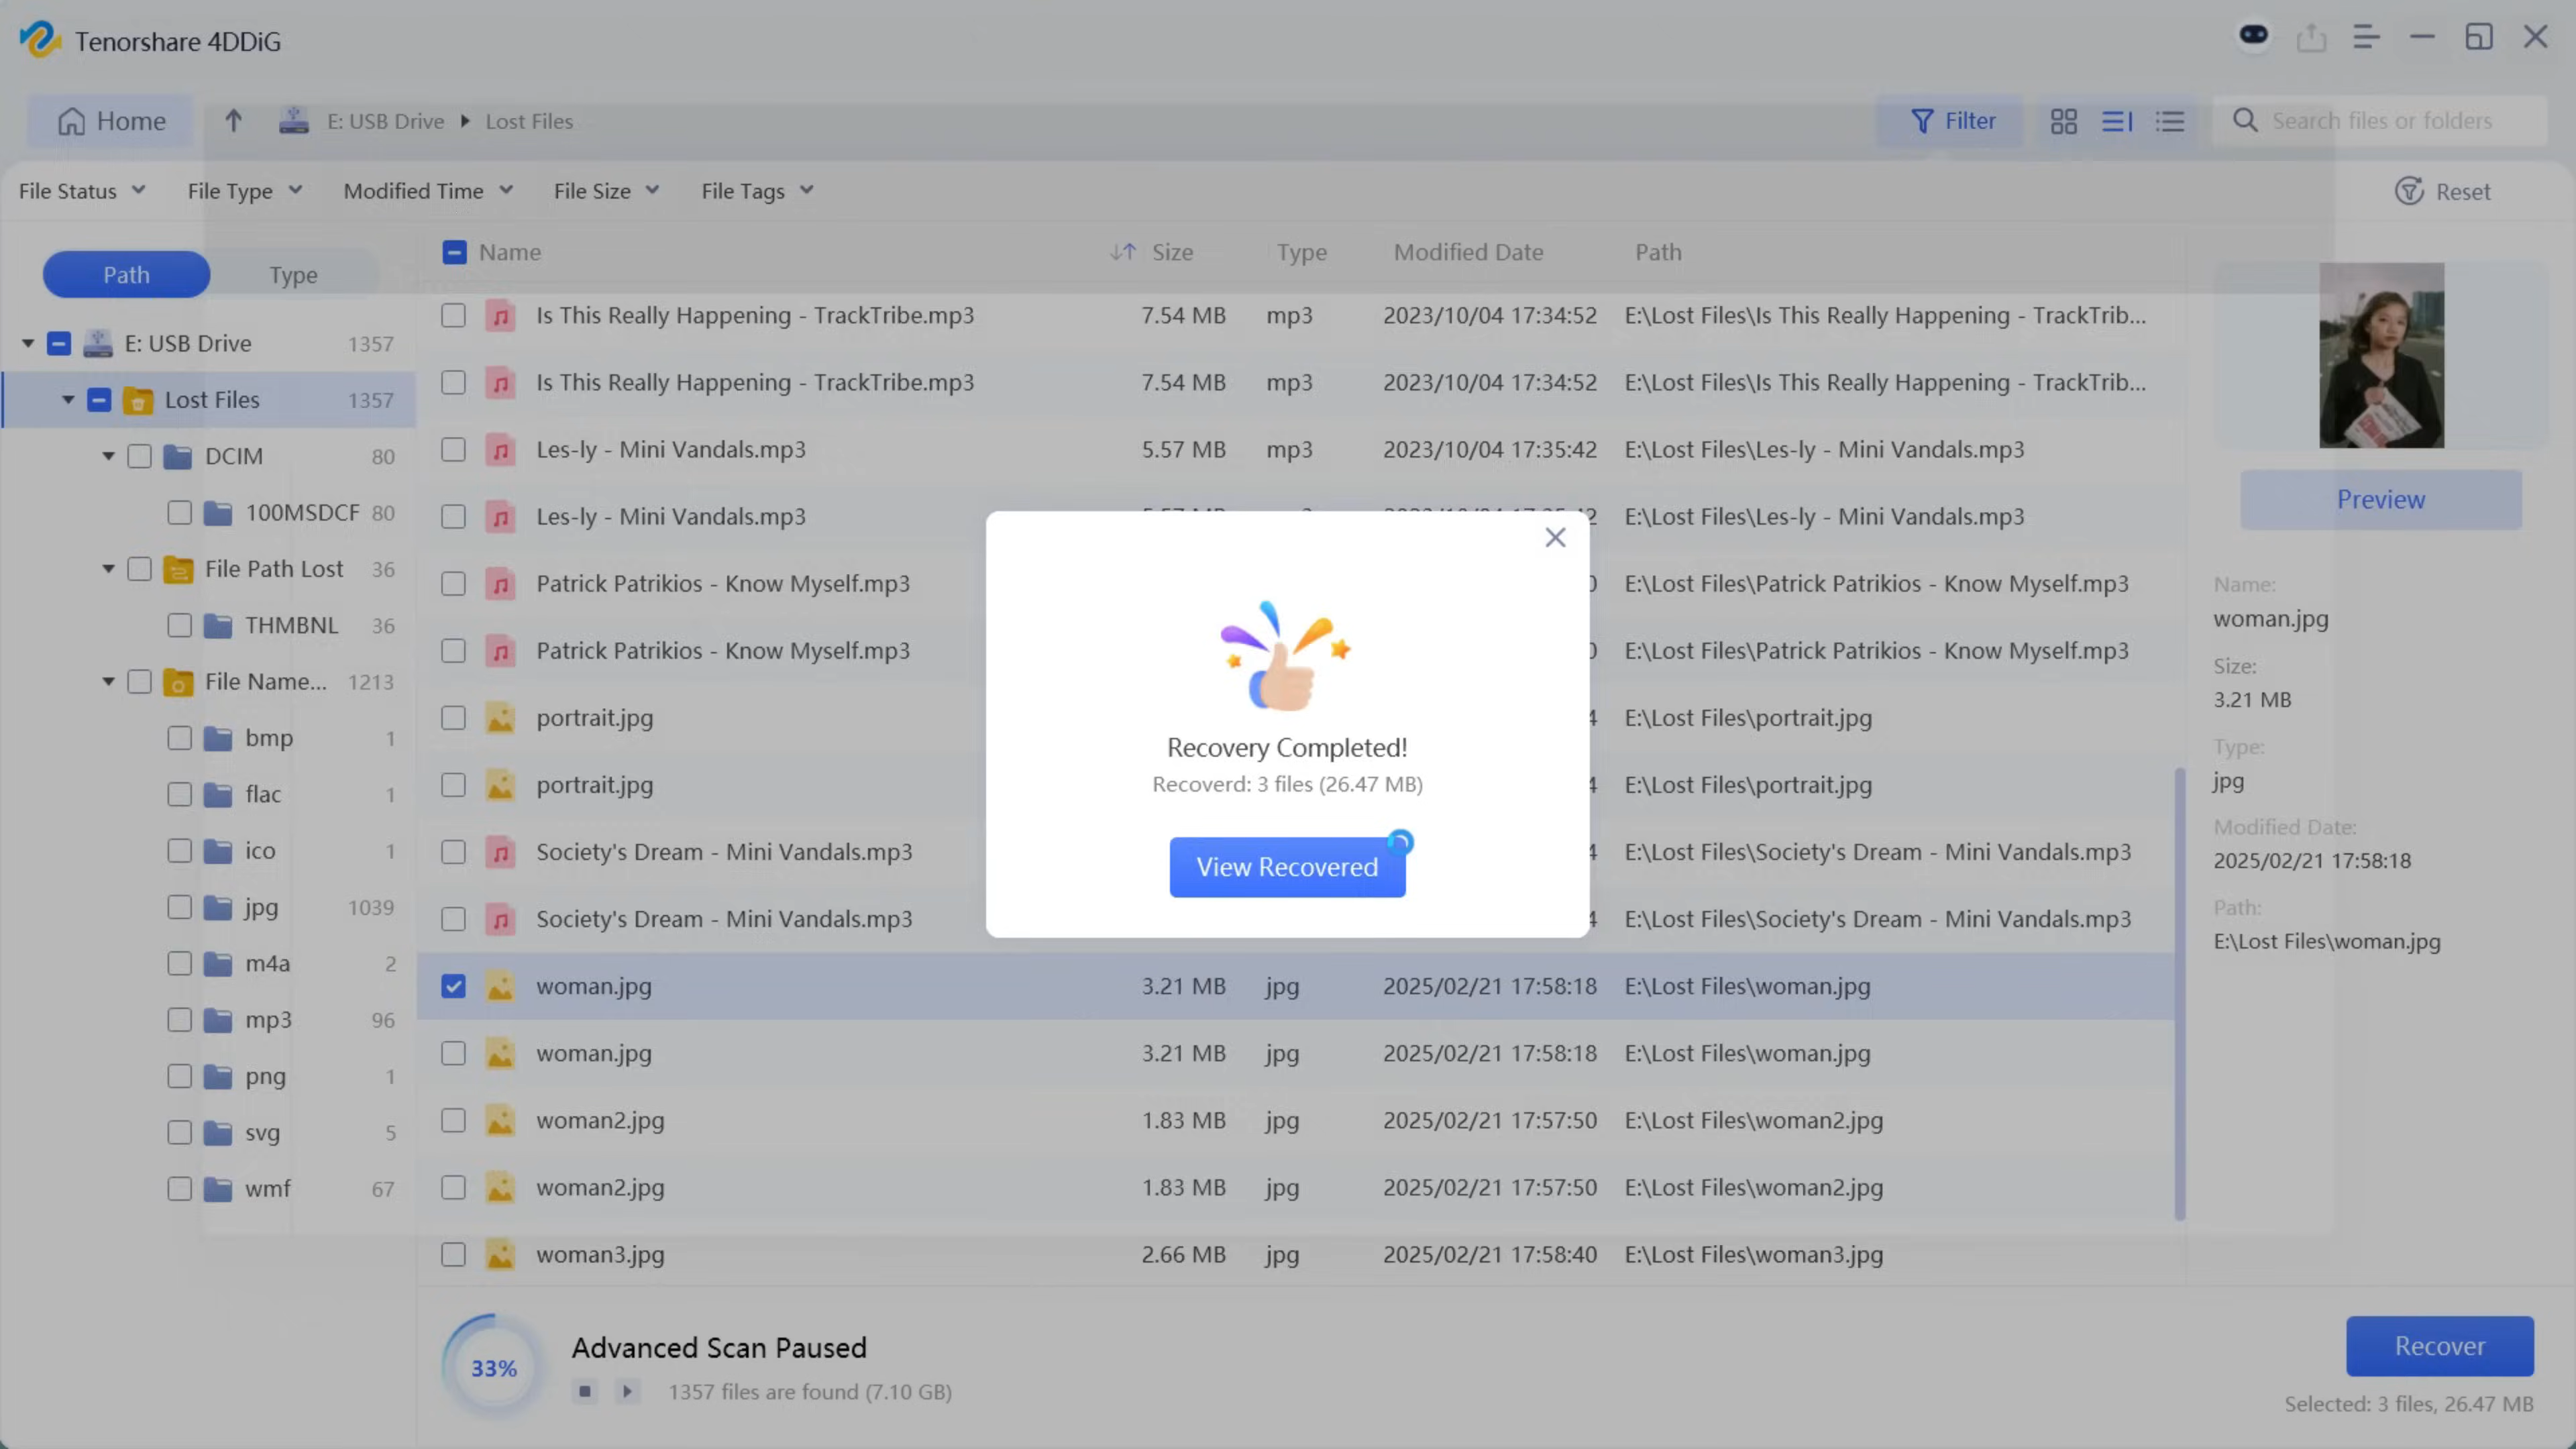 Tenorshare 4DDiG
Home
E: USB Drive
Lost Files
Filter
Search files or folders
File Status
File Type
Modified Time
File Size
File Tags
Reset
Path
Type
E: USB Drive 1357
Lost Files 1357
DCIM 80
100MSDCF 80
File Path Lost 36
THMBNL 36
File Name... 1213
bmp 1
flac 1
ico 1
jpg 1039
m4a 2
mp3 96
png 1
svg 5
wmf 67
Name Size Type Modified Date Path
Is This Really Happening - TrackTribe.mp3 7.54 MB mp3 2023/10/04 17:34:52 E:\Lost Files\Is This Really Happening - TrackTrib...
Is This Really Happening - TrackTribe.mp3 7.54 MB mp3 2023/10/04 17:34:52 E:\Lost Files\Is This Really Happening - TrackTrib...
Les-ly - Mini Vandals.mp3 5.57 MB mp3 2023/10/04 17:35:42 E:\Lost Files\Les-ly - Mini Vandals.mp3
Les-ly - Mini Vandals.mp3 E:\Lost Files\Les-ly - Mini Vandals.mp3
Patrick Patrikios - Know Myself.mp3 E:\Lost Files\Patrick Patrikios - Know Myself.mp3
Patrick Patrikios - Know Myself.mp3 E:\Lost Files\Patrick Patrikios - Know Myself.mp3
portrait.jpg E:\Lost Files\portrait.jpg
portrait.jpg E:\Lost Files\portrait.jpg
Society's Dream - Mini Vandals.mp3 E:\Lost Files\Society's Dream - Mini Vandals.mp3
Society's Dream - Mini Vandals.mp3 E:\Lost Files\Society's Dream - Mini Vandals.mp3
woman.jpg 3.21 MB jpg 2025/02/21 17:58:18 E:\Lost Files\woman.jpg
woman.jpg 3.21 MB jpg 2025/02/21 17:58:18 E:\Lost Files\woman.jpg
woman2.jpg 1.83 MB jpg 2025/02/21 17:57:50 E:\Lost Files\woman2.jpg
woman2.jpg 1.83 MB jpg 2025/02/21 17:57:50 E:\Lost Files\woman2.jpg
woman3.jpg 2.66 MB jpg 2025/02/21 17:58:40 E:\Lost Files\woman3.jpg
Recovery Completed!
Recoverd: 3 files (26.47 MB)
View Recovered
Preview
Name:
woman.jpg
Size:
3.21 MB
Type:
jpg
Modified Date:
2025/02/21 17:58:18
Path:
E:\Lost Files\woman.jpg
33%
Advanced Scan Paused
1357 files are found (7.10 GB)
Recover
Selected: 3 files, 26.47 MB